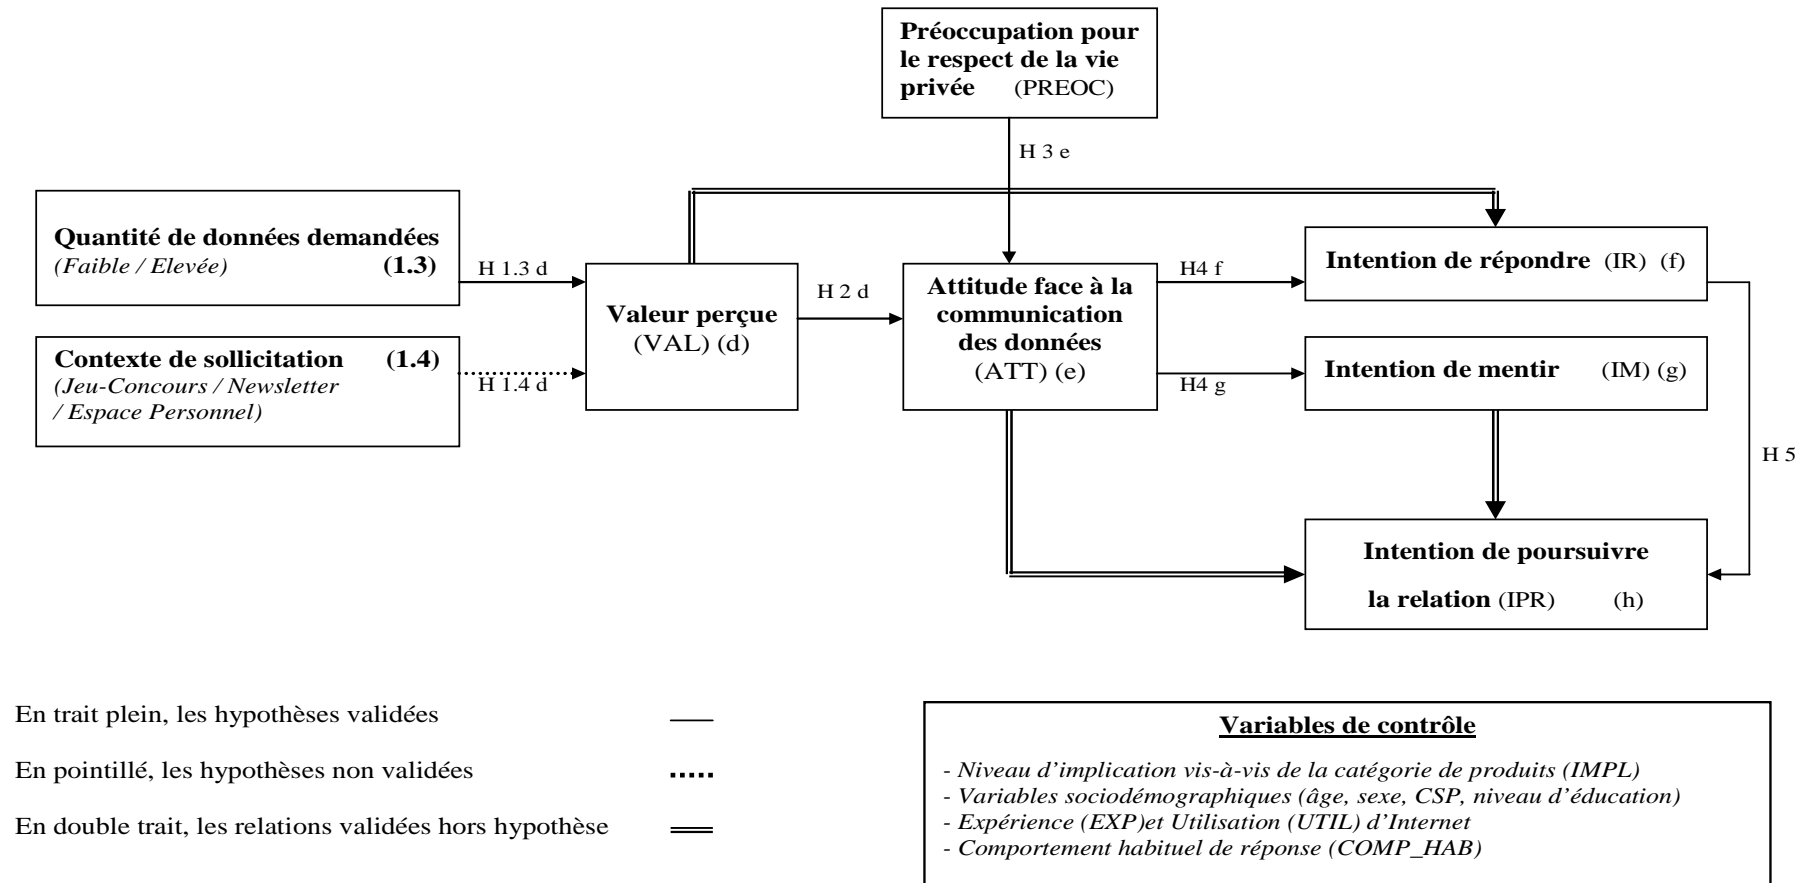 Préoccupation pour
le respect de la vie
privée (PREOC)
H 3 e
Quantité de données demandées
(Faible / Elevée) (1.3)
H 1.3 d
Contexte de sollicitation (1.4)
(Jeu-Concours / Newsletter
/ Espace Personnel)
H 1.4 d
Valeur perçue
(VAL) (d)
H 2 d
Attitude face à la
communication
des données
(ATT) (e)
H4 f
H4 g
Intention de répondre (IR) (f)
Intention de mentir (IM) (g)
H 5
Intention de poursuivre
la relation (IPR) (h)
En trait plein, les hypothèses validées
En pointillé, les hypothèses non validées
En double trait, les relations validées hors hypothèse
Variables de contrôle
- Niveau d’implication vis-à-vis de la catégorie de produits (IMPL)
- Variables sociodémographiques (âge, sexe, CSP, niveau d’éducation)
- Expérience (EXP)et Utilisation (UTIL) d’Internet
- Comportement habituel de réponse (COMP_HAB)